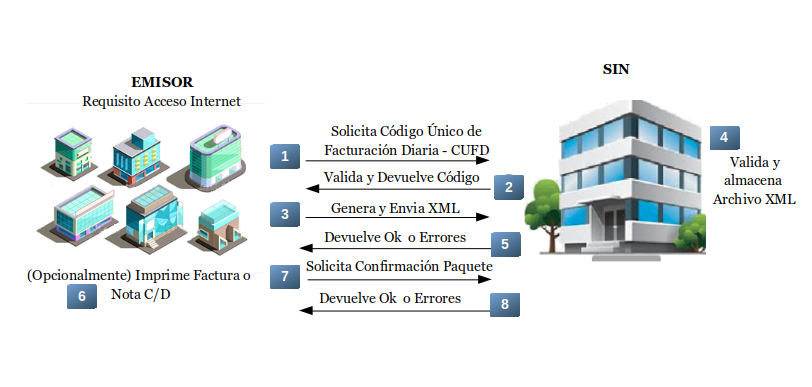 EMISOR
Requisito Acceso Internet
SIN
1
Solicita Código Único de
Facturación Diaria - CUFD
Valida y Devuelve Código
2
3
Genera y Envia XML
4
Valida y
almacena
Archivo XML
Devuelve Ok o Errores
5
(Opcionalmente) Imprime Factura o
6
Nota C/D
7
Solicita Confirmación Paquete
Devuelve Ok o Errores
8